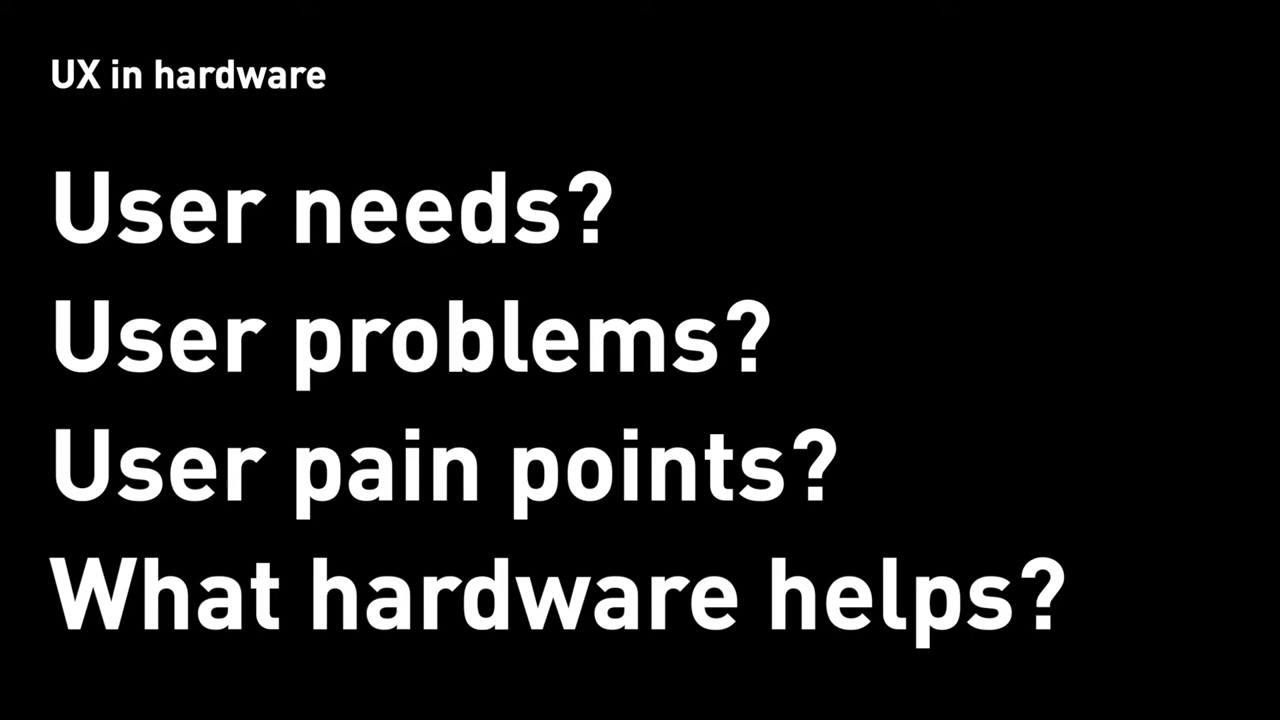 UX in hardware
User needs?
User problems?
User pain points?
What hardware helps?